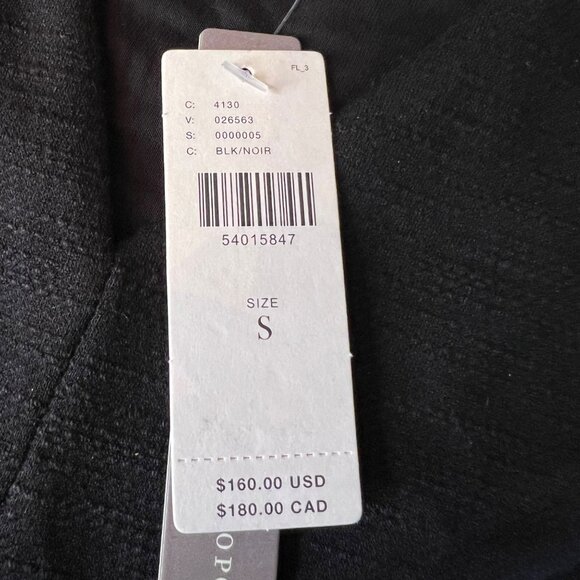 FL_3
C: 4130
V: 026563
S: 0000005
C: BLK/NOIR
54015847
SIZE
S
$160.00 USD
$180.00 CAD